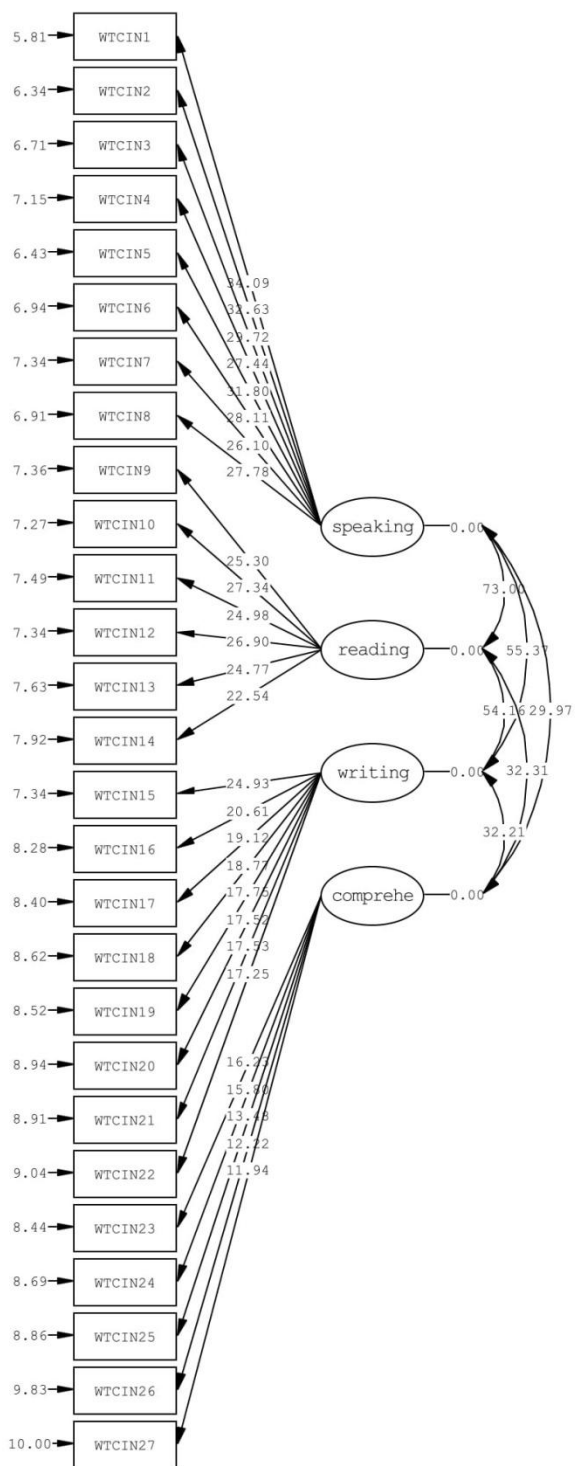 5.81 WTCIN1
6.34 WTCIN2
6.71 WTCIN3
7.15 WTCIN4
6.43 WTCIN5
6.94 WTCIN6
7.34 WTCIN7
6.91 WTCIN8
7.36 WTCIN9
7.27 WTCIN10
7.49 WTCIN11
7.34 WTCIN12
7.63 WTCIN13
7.92 WTCIN14
7.34 WTCIN15
8.28 WTCIN16
8.40 WTCIN17
8.62 WTCIN18
8.52 WTCIN19
8.94 WTCIN20
8.91 WTCIN21
9.04 WTCIN22
8.44 WTCIN23
8.69 WTCIN24
8.86 WTCIN25
9.83 WTCIN26
10.00 WTCIN27
34.09
32.63
29.72
27.44
31.80
28.11
26.10
27.78
25.30
27.34
24.98
26.90
24.77
22.54
24.93
20.61
19.12
18.77
17.75
17.52
17.53
17.25
16.23
15.80
13.48
12.22
11.94
speaking 0.00
reading 0.00
writing 0.00
comprehe 0.00
73.00
55.37
54.16
29.97
32.31
32.21